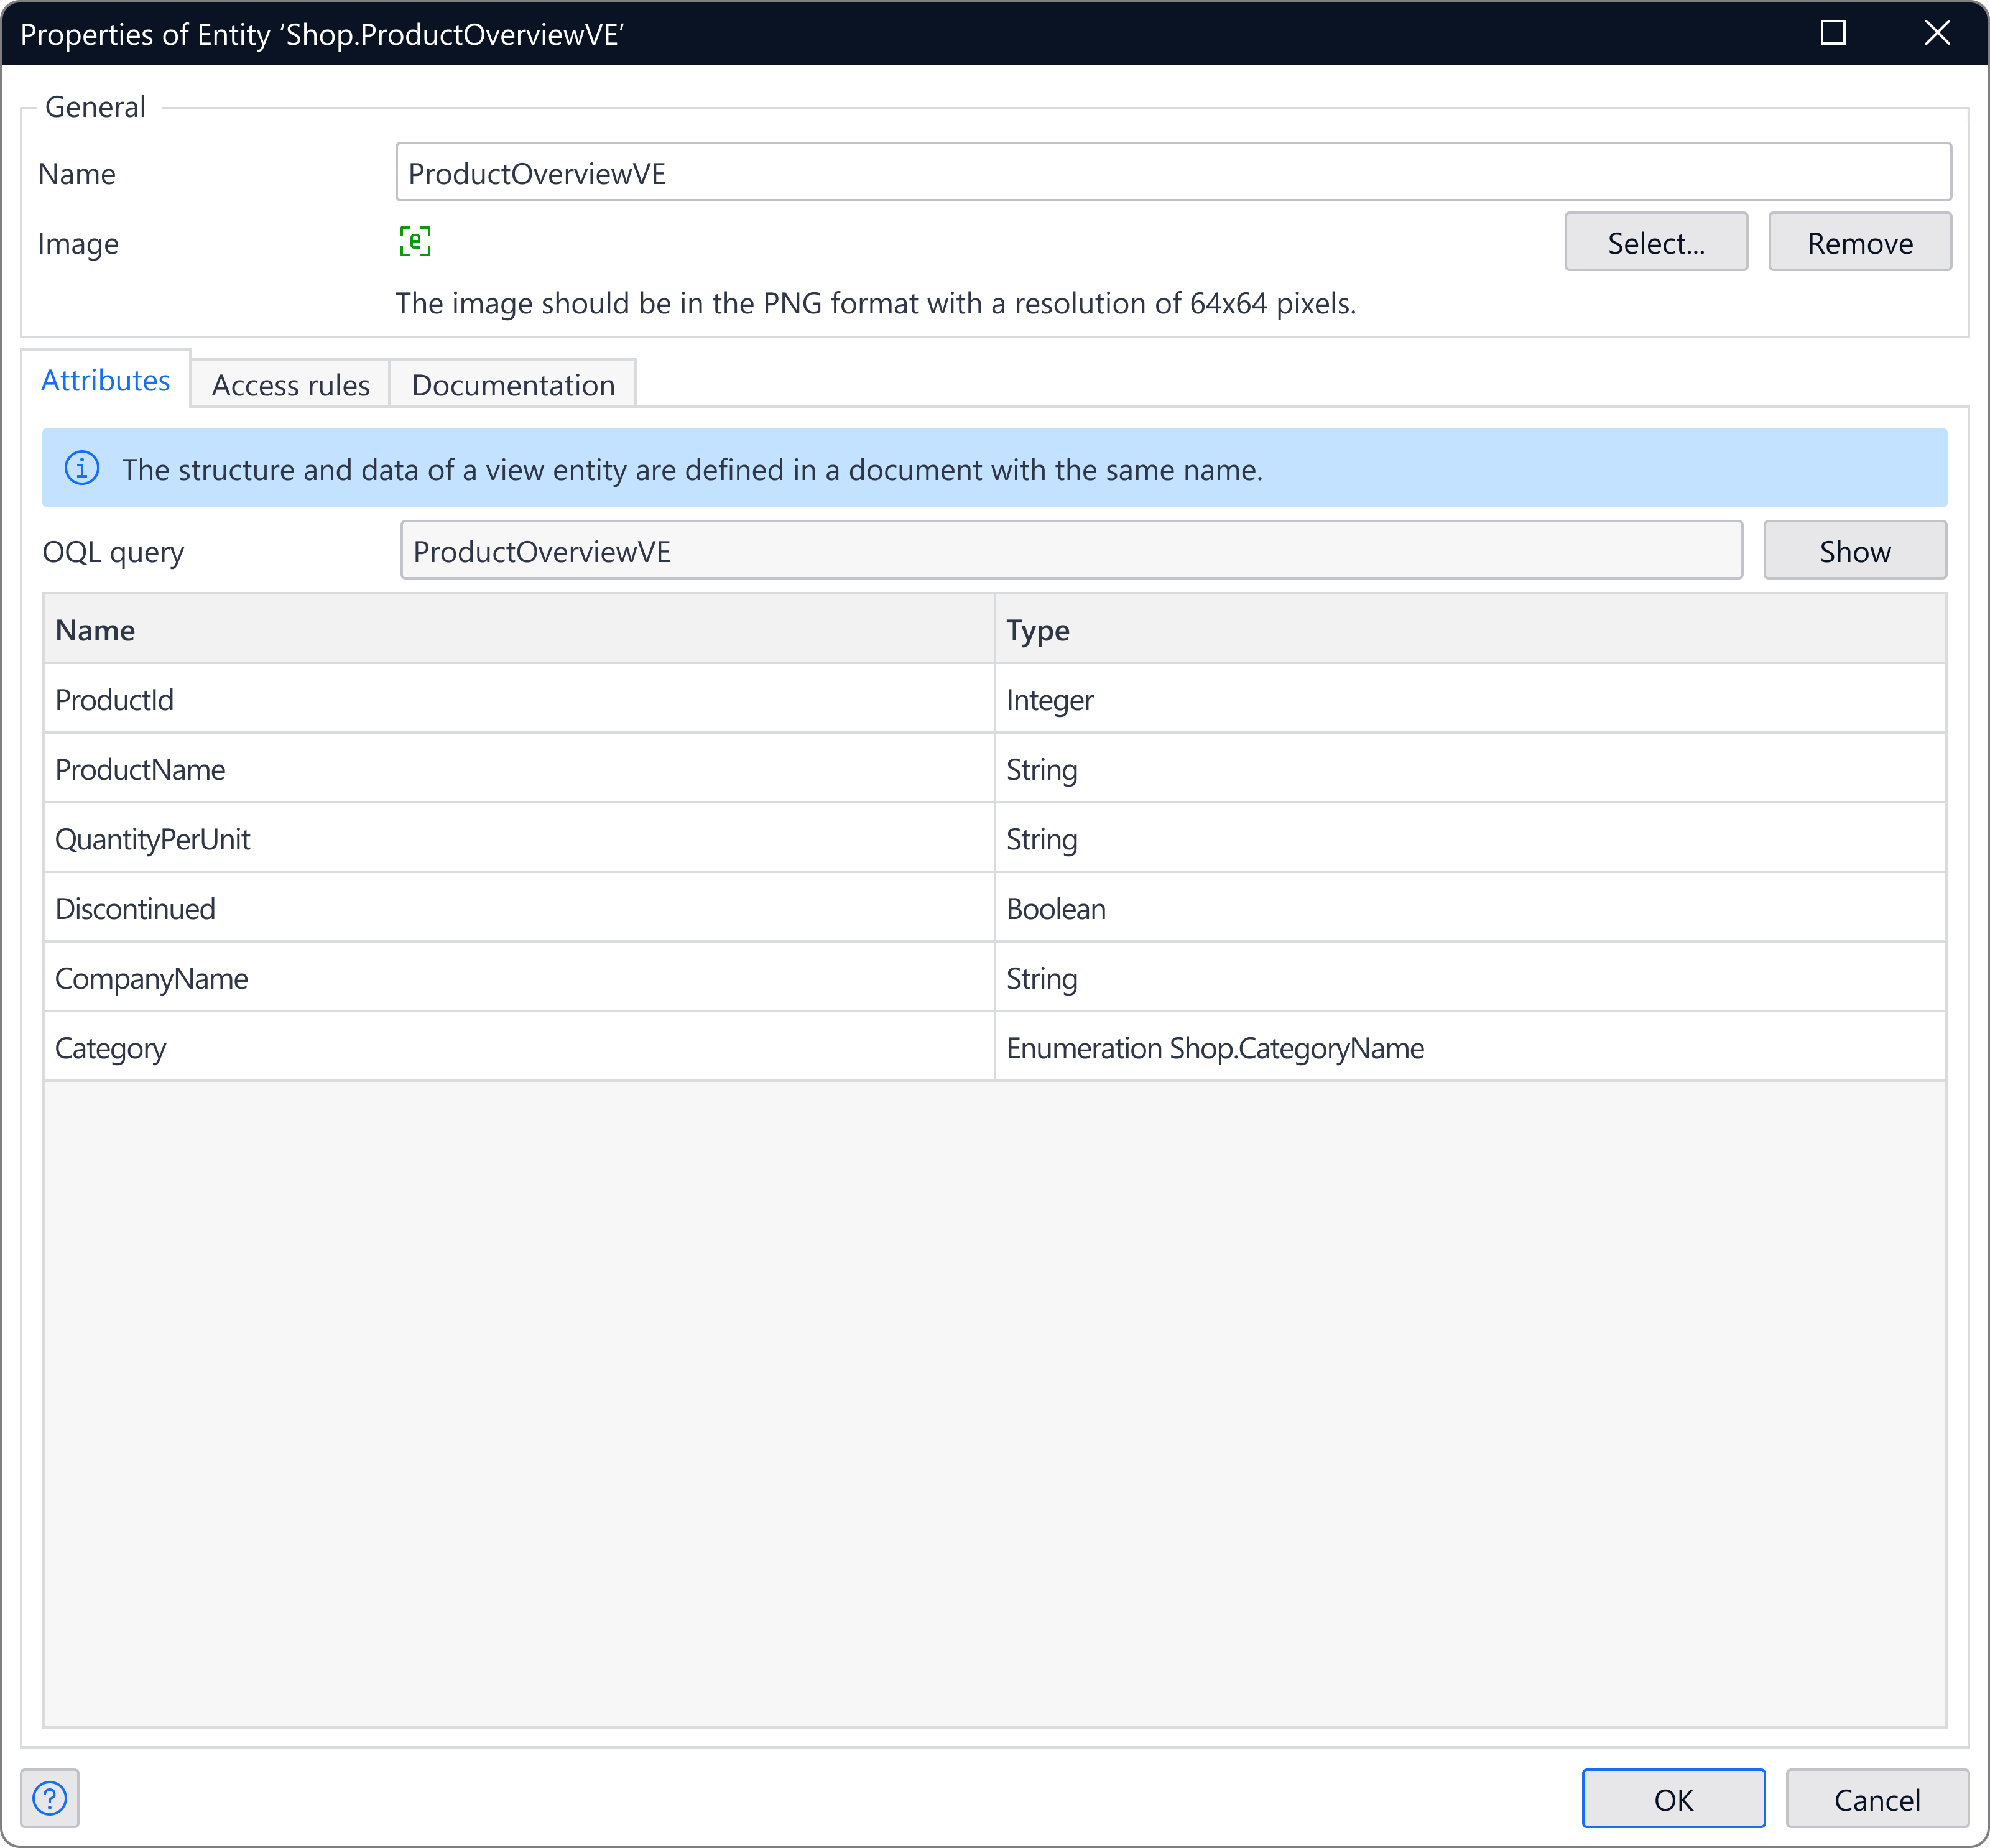 Properties of Entity ‘Shop.ProductOverviewVE’
General
Name ProductOverviewVE
Image e Select... Remove
The image should be in the PNG format with a resolution of 64x64 pixels.
Attributes Access rules Documentation
The structure and data of a view entity are defined in a document with the same name.
OQL query ProductOverviewVE Show
Name Type
ProductId Integer
ProductName String
QuantityPerUnit String
Discontinued Boolean
CompanyName String
Category Enumeration Shop.CategoryName
? OK Cancel